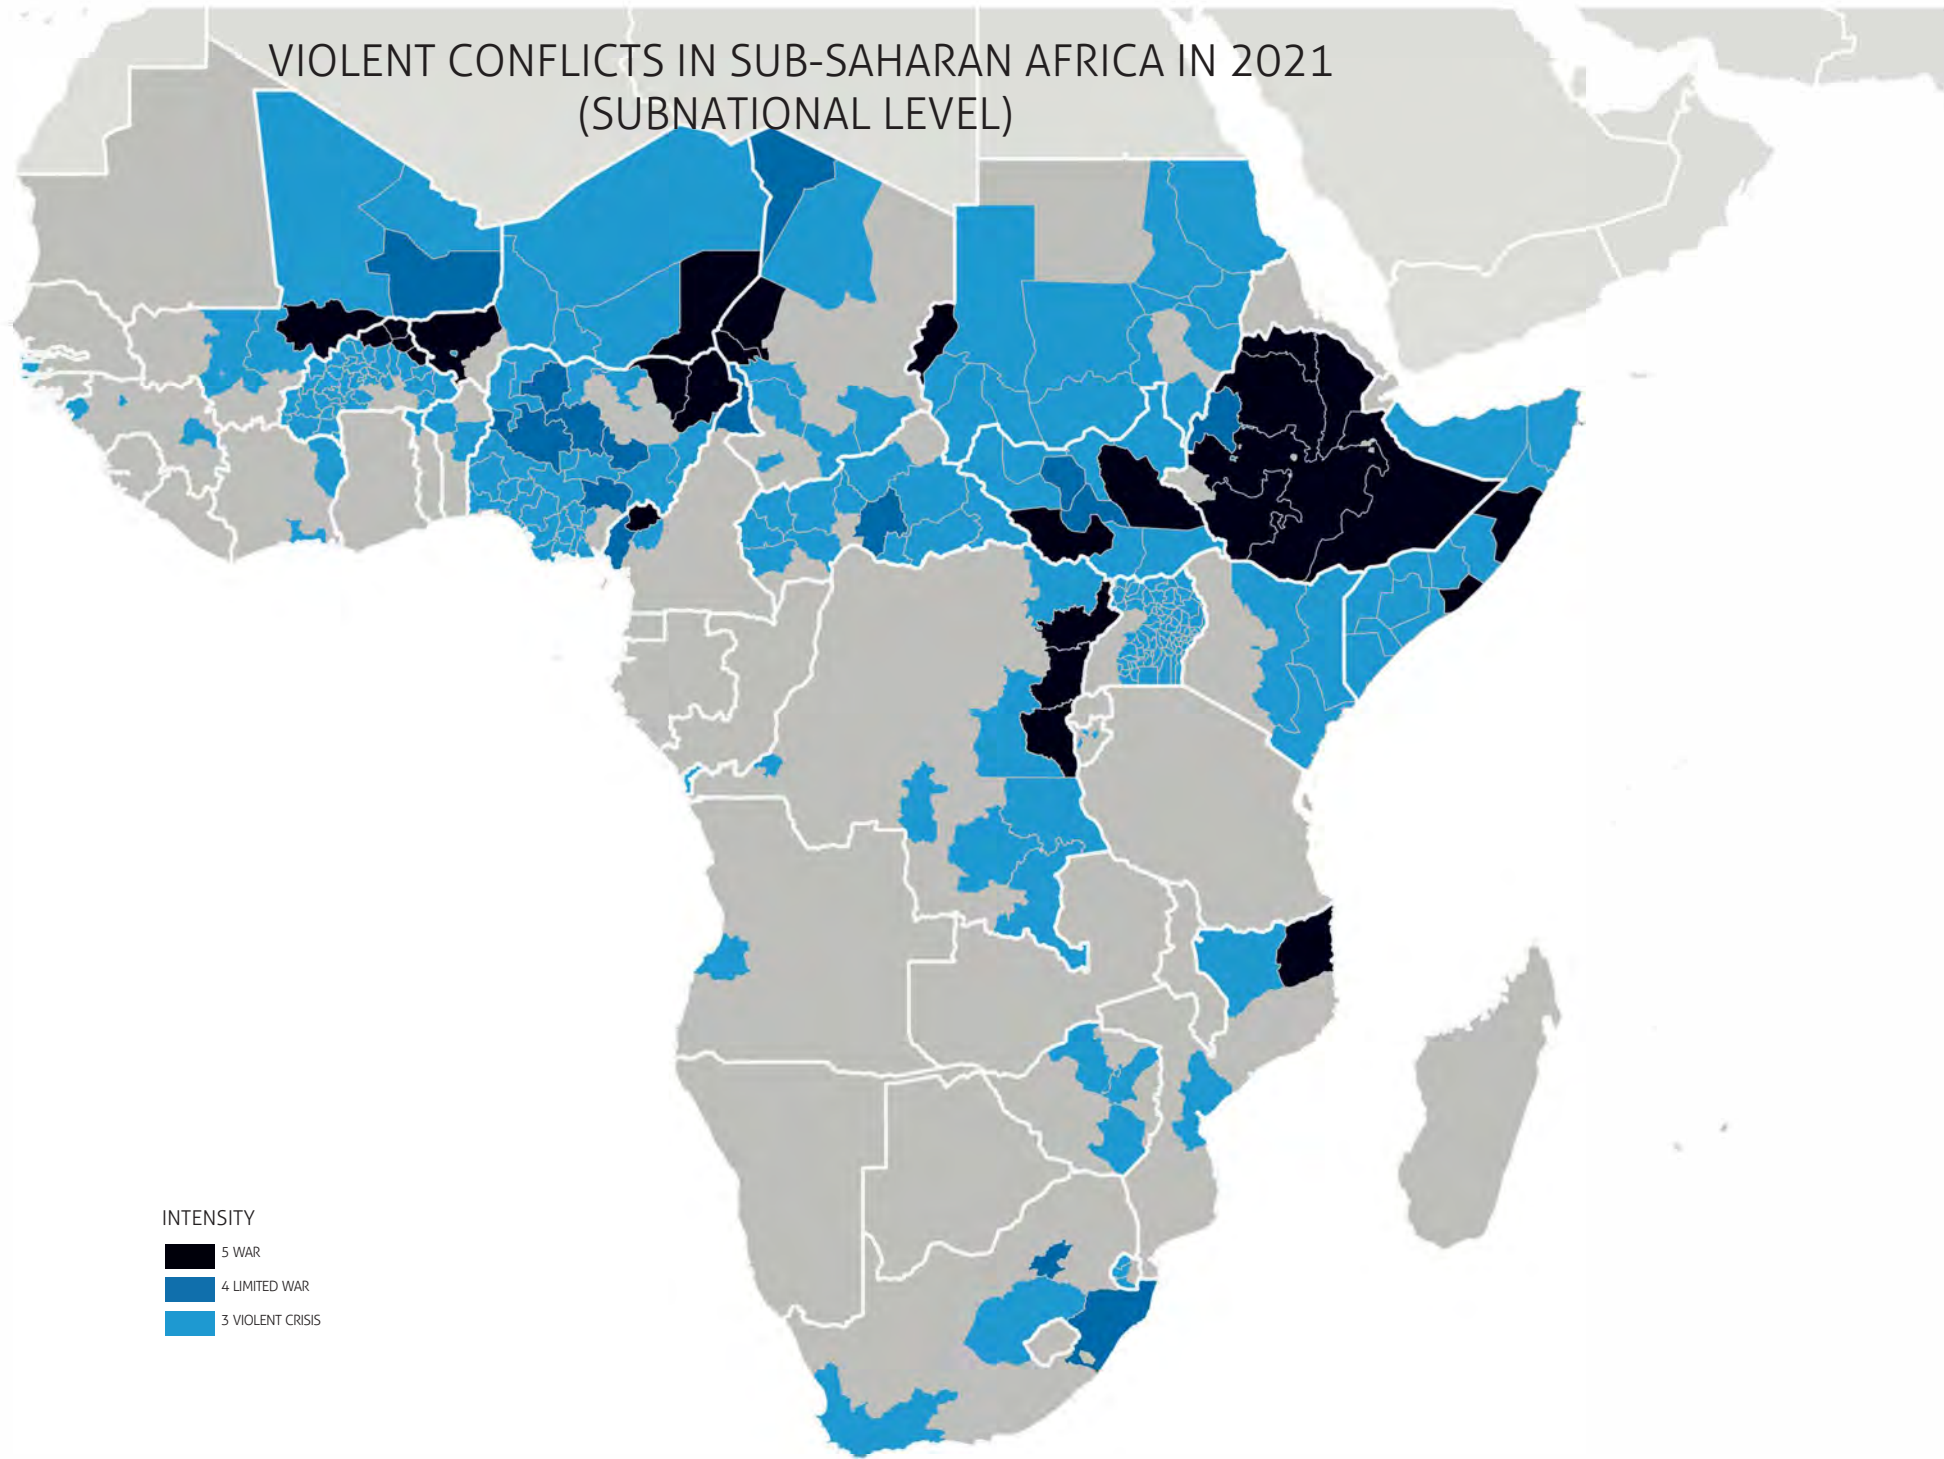 VIOLENT CONFLICTS IN SUB-SAHARAN AFRICA IN 2021
(SUBNATIONAL LEVEL)
INTENSITY
5 WAR
4 LIMITED WAR
3 VIOLENT CRISIS